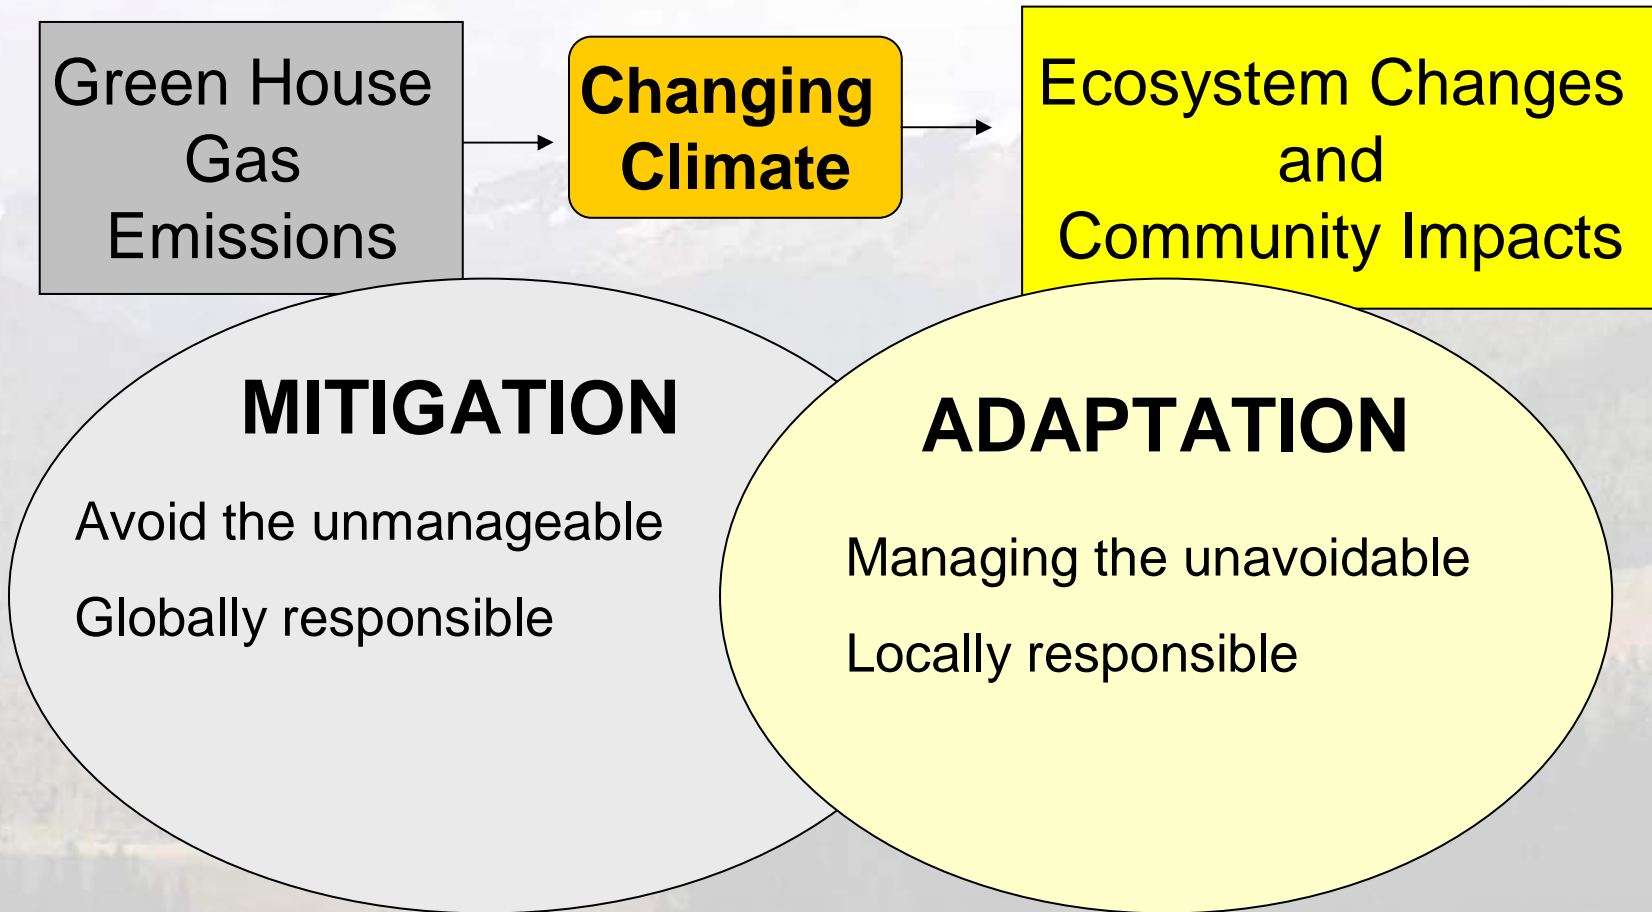 Green House
Gas
Emissions
Changing
Climate
Ecosystem Changes
and
Community Impacts
MITIGATION
Avoid the unmanageable
Globally responsible
ADAPTATION
Managing the unavoidable
Locally responsible